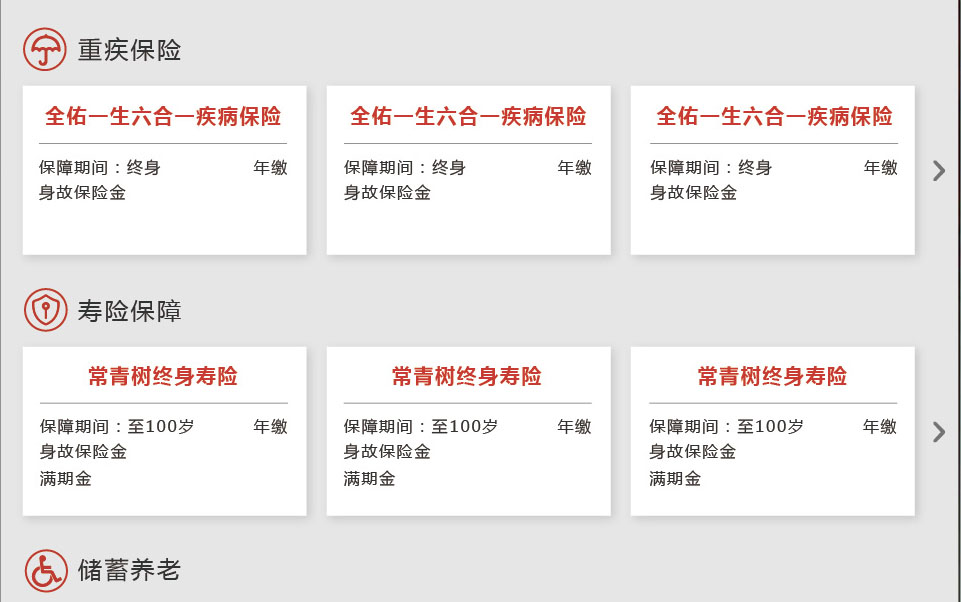 重疾保险
全佑一生六合一疾病保险 全佑一生六合一疾病保险 全佑一生六合一疾病保险
保障期间：终身 年缴 保障期间：终身 年缴 保障期间：终身 年缴
身故保险金 身故保险金 身故保险金
寿险保障
常青树终身寿险 常青树终身寿险 常青树终身寿险
保障期间：至100岁 年缴 保障期间：至100岁 年缴 保障期间：至100岁 年缴
身故保险金 身故保险金 身故保险金
满期金 满期金 满期金
储蓄养老